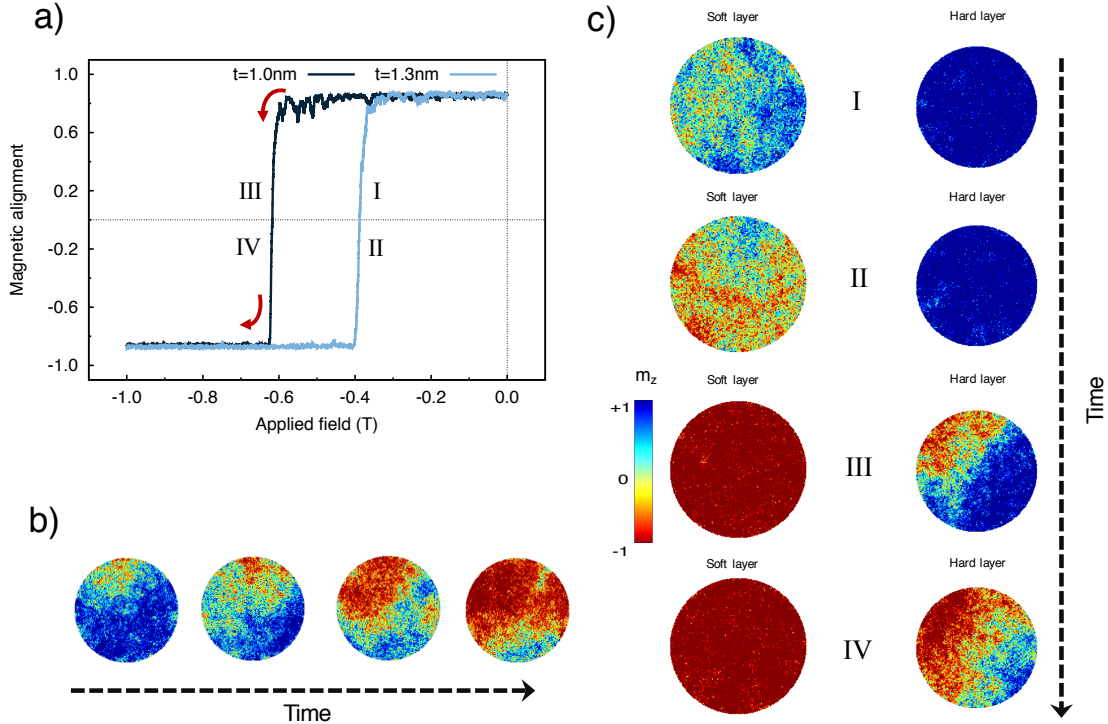 a)
t=1.0nm t=1.3nm
1.0
0.6
0.2
-0.2
-0.6
-1.0
Magnetic alignment
III
I
IV
II
-1.0 -0.8 -0.6 -0.4 -0.2 0.0
Applied field (T)
b)
Time
c)
Soft layer Hard layer
I
Soft layer Hard layer
II
m_z
+1
0
-1
Soft layer Hard layer
III
Soft layer Hard layer
IV
Time